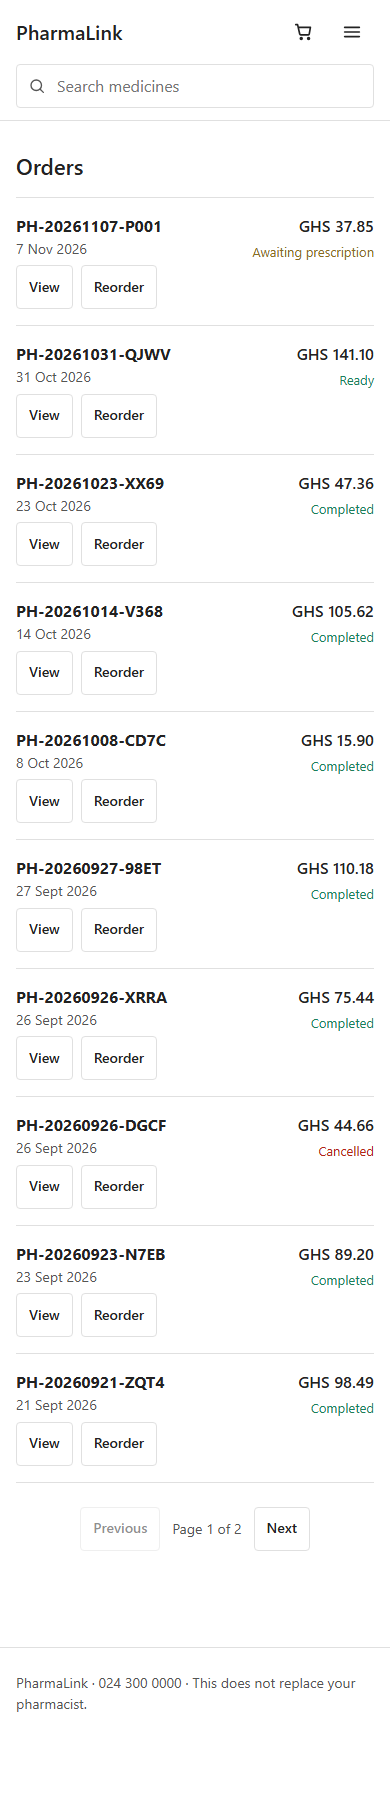 PharmaLink
Search medicines
Orders
PH-20261107-P001 GHS 37.85
7 Nov 2026 Awaiting prescription
View Reorder
PH-20261031-QJWV GHS 141.10
31 Oct 2026 Ready
View Reorder
PH-20261023-XX69 GHS 47.36
23 Oct 2026 Completed
View Reorder
PH-20261014-V368 GHS 105.62
14 Oct 2026 Completed
View Reorder
PH-20261008-CD7C GHS 15.90
8 Oct 2026 Completed
View Reorder
PH-20260927-98ET GHS 110.18
27 Sept 2026 Completed
View Reorder
PH-20260926-XRRA GHS 75.44
26 Sept 2026 Completed
View Reorder
PH-20260926-DGCF GHS 44.66
26 Sept 2026 Cancelled
View Reorder
PH-20260923-N7EB GHS 89.20
23 Sept 2026 Completed
View Reorder
PH-20260921-ZQT4 GHS 98.49
21 Sept 2026 Completed
View Reorder
Previous Page 1 of 2 Next
PharmaLink · 024 300 0000 · This does not replace your
pharmacist.